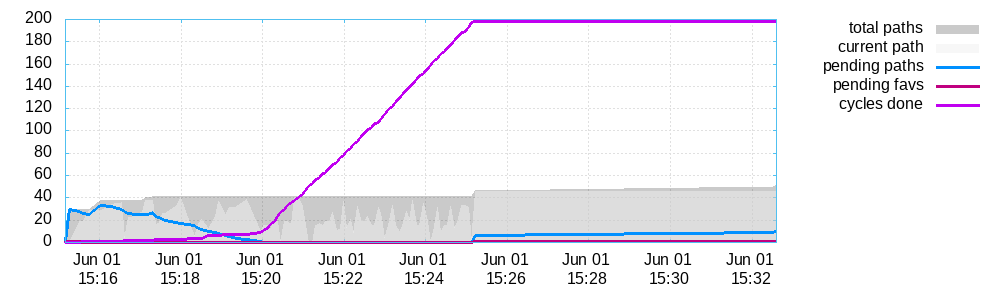 200
180
160
140
120
100
80
60
40
20
0
Jun 01 Jun 01 Jun 01 Jun 01 Jun 01 Jun 01 Jun 01 Jun 01 Jun 01
15:16 15:18 15:20 15:22 15:24 15:26 15:28 15:30 15:32
total paths
current path
pending paths
pending favs
cycles done